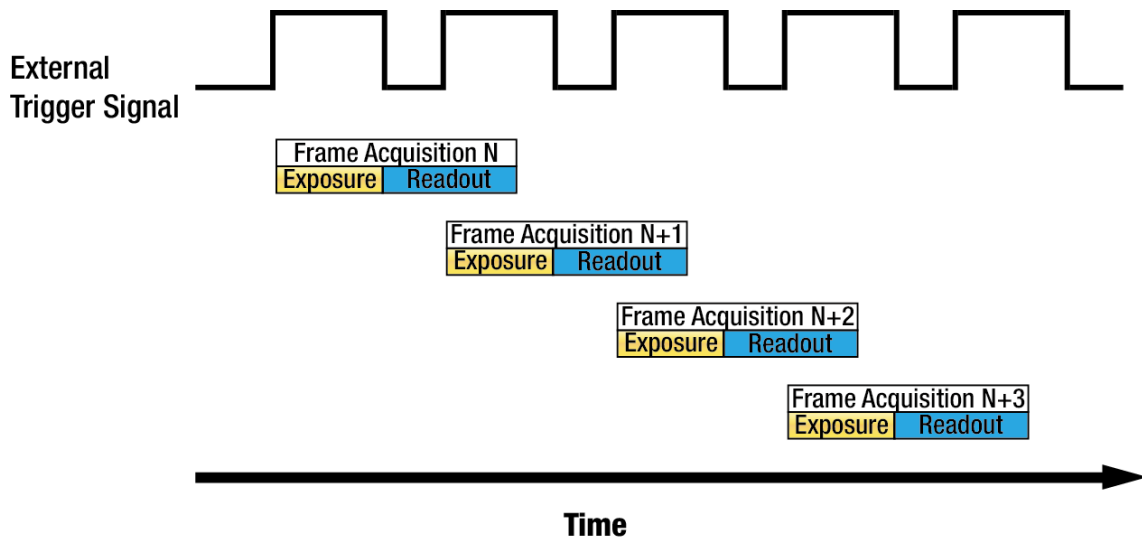 External
Trigger Signal
Frame Acquisition N
Exposure Readout
Frame Acquisition N+1
Exposure Readout
Frame Acquisition N+2
Exposure Readout
Frame Acquisition N+3
Exposure Readout
Time